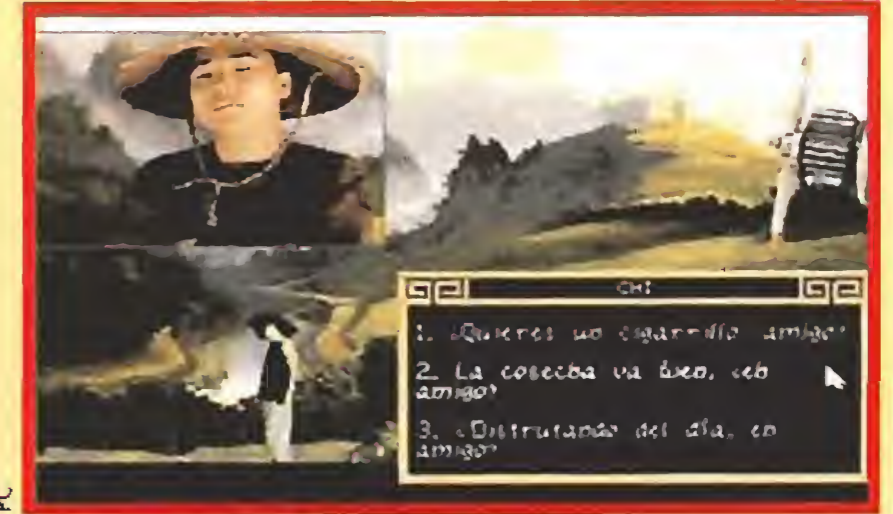 CHI
1. ¿Quieres un cigarrillo amigo?
2. La cosecha va bien, ¿eh
amigo?
3. ¿Disfrutando del día, eh
amigo?
PC